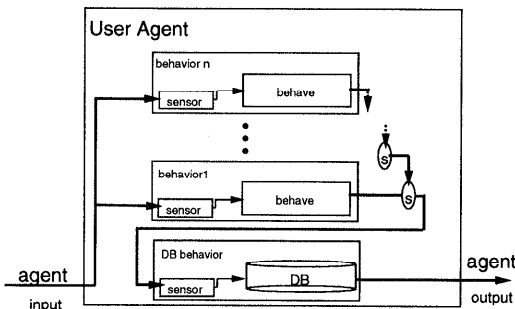 User Agent
behavior n
sensor
behave
S
behavior1
sensor
behave
S
DB behavior
sensor
DB
agent
input
agent
output